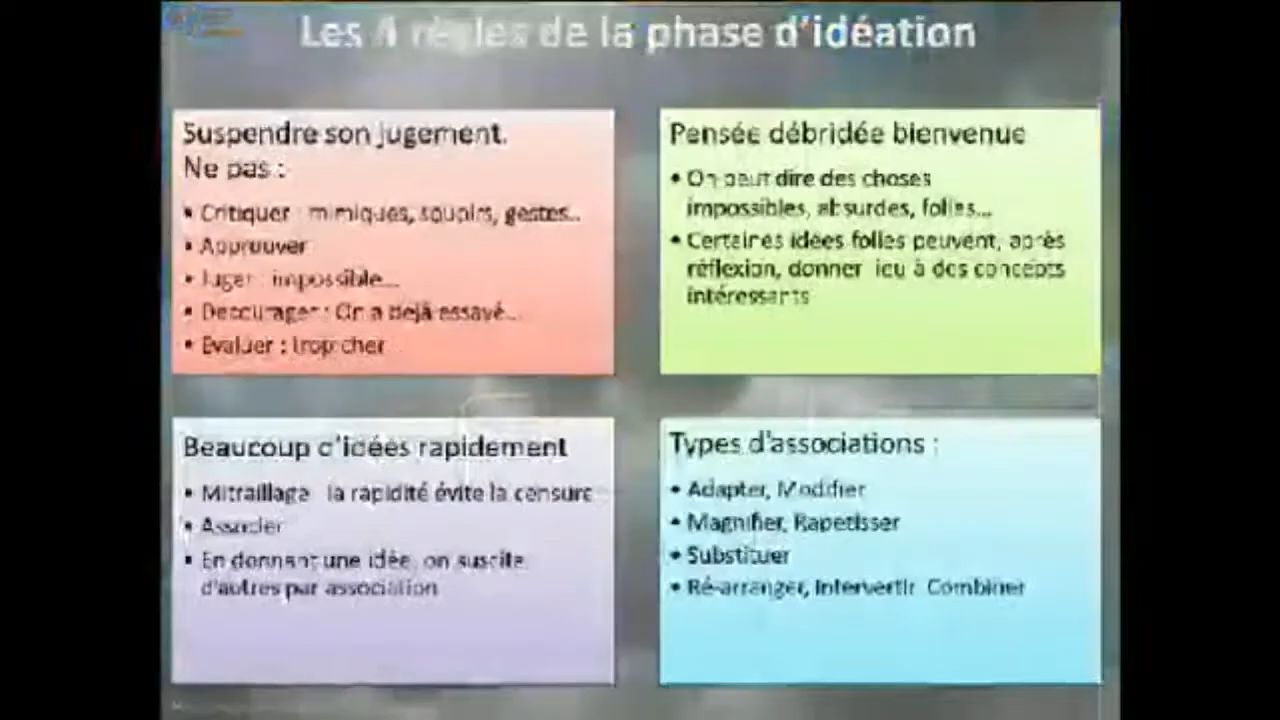 Les 4 règles de la phase d'idéation
Suspendre son jugement.
Ne pas :
• Critiquer : mimiques, soupirs, gestes...
• Approuver
• Juger : impossible...
• Décourager : On a déjà essayé...
• Evaluer : trop cher
Pensée débridée bienvenue
• On peut dire des choses
impossibles, absurdes, folles...
• Certaines idées folles peuvent, après
réflexion, donner lieu à des concepts
intéressants
Beaucoup d'idées rapidement
• Mitraillage : la rapidité évite la censure
• Associer
• En donnant une idée, on suscite
d'autres par association
Types d'associations :
• Adapter, Modifier
• Magnifier, Rapetisser
• Substituer
• Ré-arranger, Intervertir, Combiner